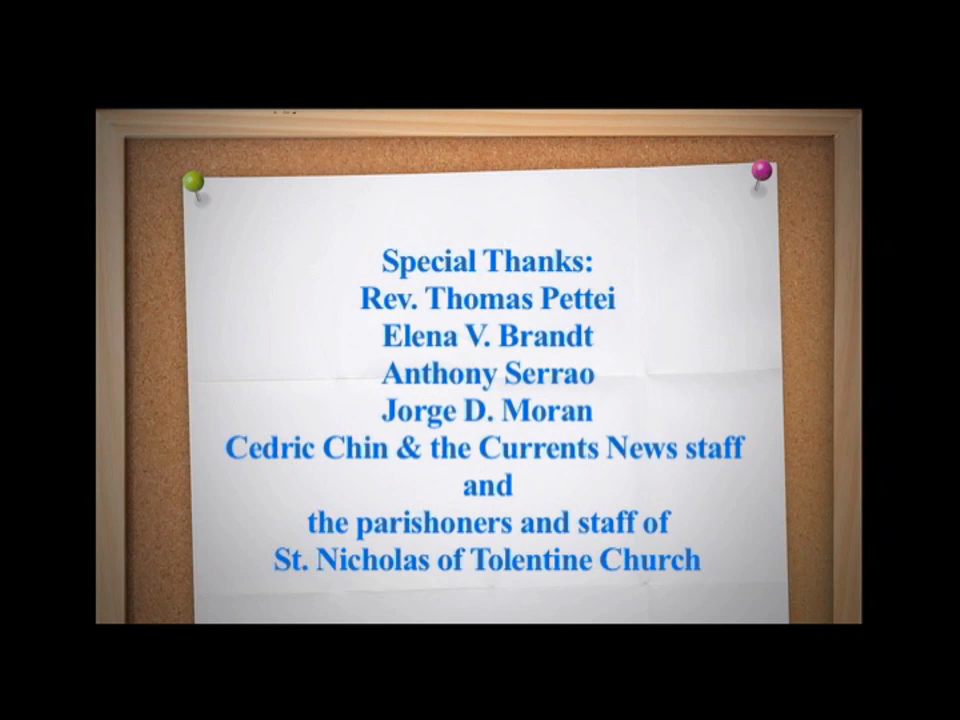 Special Thanks:
Rev. Thomas Pettei
Elena V. Brandt
Anthony Serrao
Jorge D. Moran
Cedric Chin & the Currents News staff
and
the parishoners and staff of
St. Nicholas of Tolentine Church